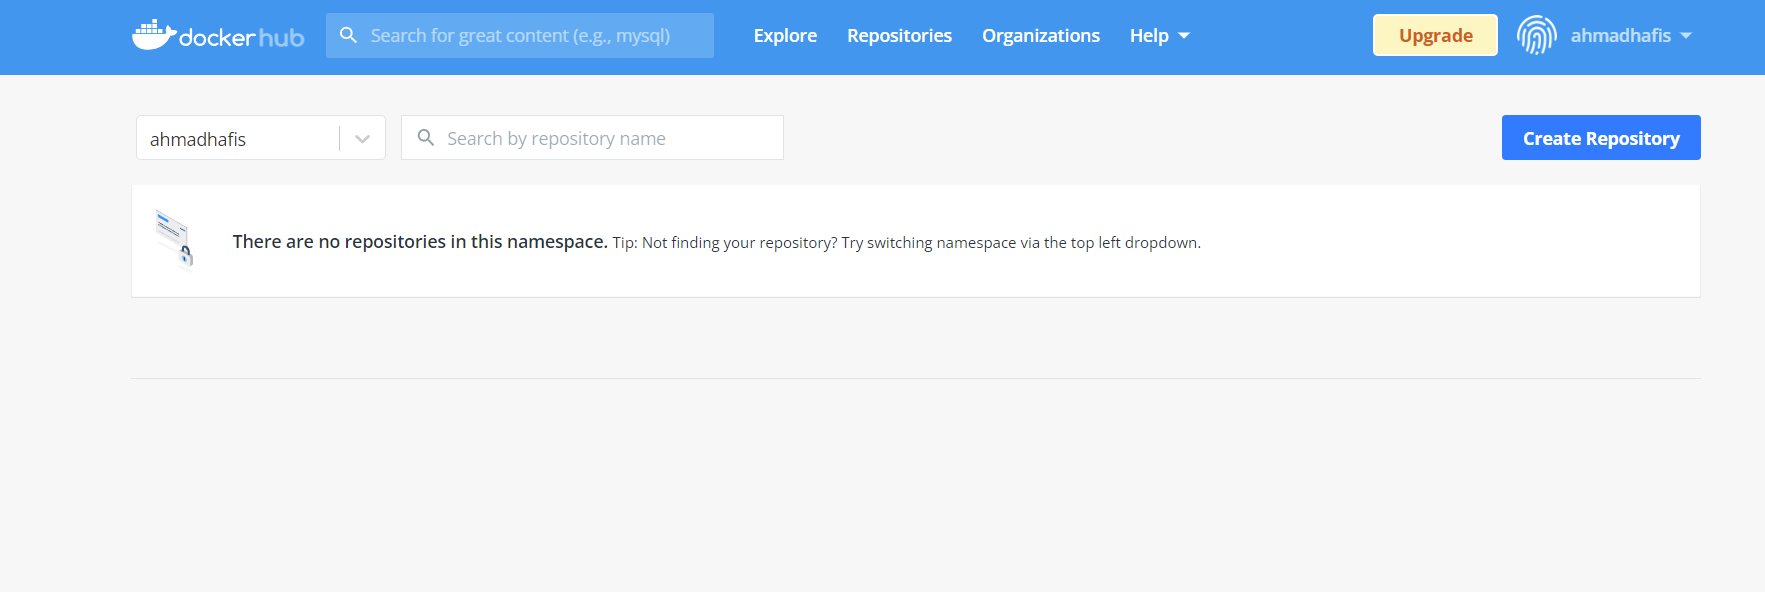 dockerhub Search for great content (e.g., mysql) Explore Repositories Organizations Help Upgrade ahmadhafis
ahmadhafis Search by repository name Create Repository
There are no repositories in this namespace. Tip: Not finding your repository? Try switching namespace via the top left dropdown.